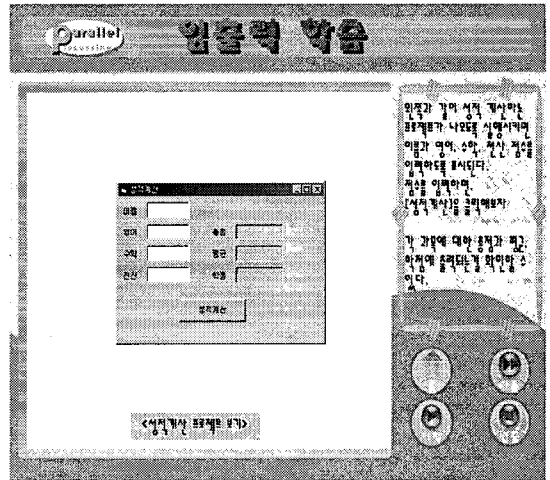 Parallel
Processing
입출력 학습
왼쪽과 같이 성적 계산하는
프로젝트가 나오도록 실행시키면
이름과 영어, 수학, 전산 점수를
입력하도록 표시된다.
점수를 입력하면,
[성적계산]을 클릭해보자.
각 과목에 대한 총점과 평균,
학점에 출력되는걸 확인할 수
있다.
성적계산
이름
영어
총점
수학
평균
전산
학점
성적계산
<성적계산 프로젝트 보기>